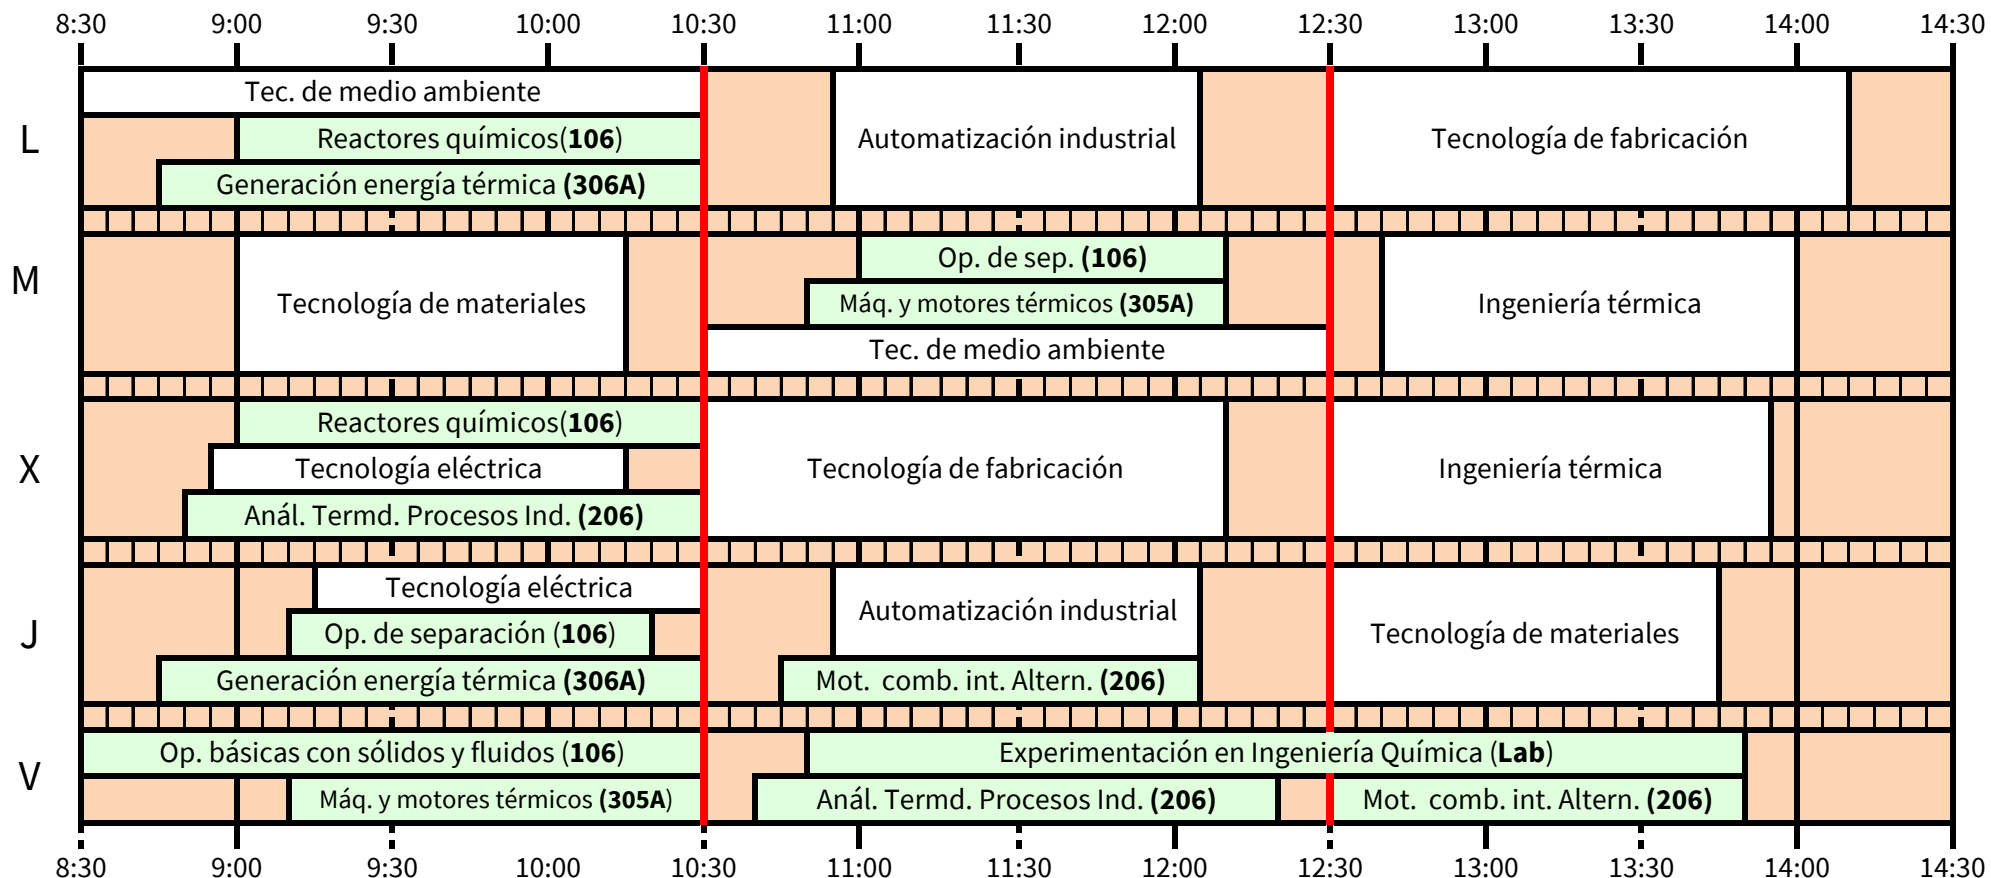 8:30 9:00 9:30 10:00 10:30 11:00 11:30 12:00 12:30 13:00 13:30 14:00 14:30
L
Tec. de medio ambiente
Reactores químicos(106)
Generación energía térmica (306A)
Automatización industrial
Tecnología de fabricación
M
Tecnología de materiales
Op. de sep. (106)
Máq. y motores térmicos (305A)
Tec. de medio ambiente
Ingeniería térmica
X
Reactores químicos(106)
Tecnología eléctrica
Anál. Termd. Procesos Ind. (206)
Tecnología de fabricación
Ingeniería térmica
J
Tecnología eléctrica
Op. de separación (106)
Generación energía térmica (306A)
Automatización industrial
Mot. comb. int. Altern. (206)
Tecnología de materiales
V
Op. básicas con sólidos y fluidos (106)
Máq. y motores térmicos (305A)
Experimentación en Ingeniería Química (Lab)
Anál. Termd. Procesos Ind. (206)
Mot. comb. int. Altern. (206)
8:30 9:00 9:30 10:00 10:30 11:00 11:30 12:00 12:30 13:00 13:30 14:00 14:30